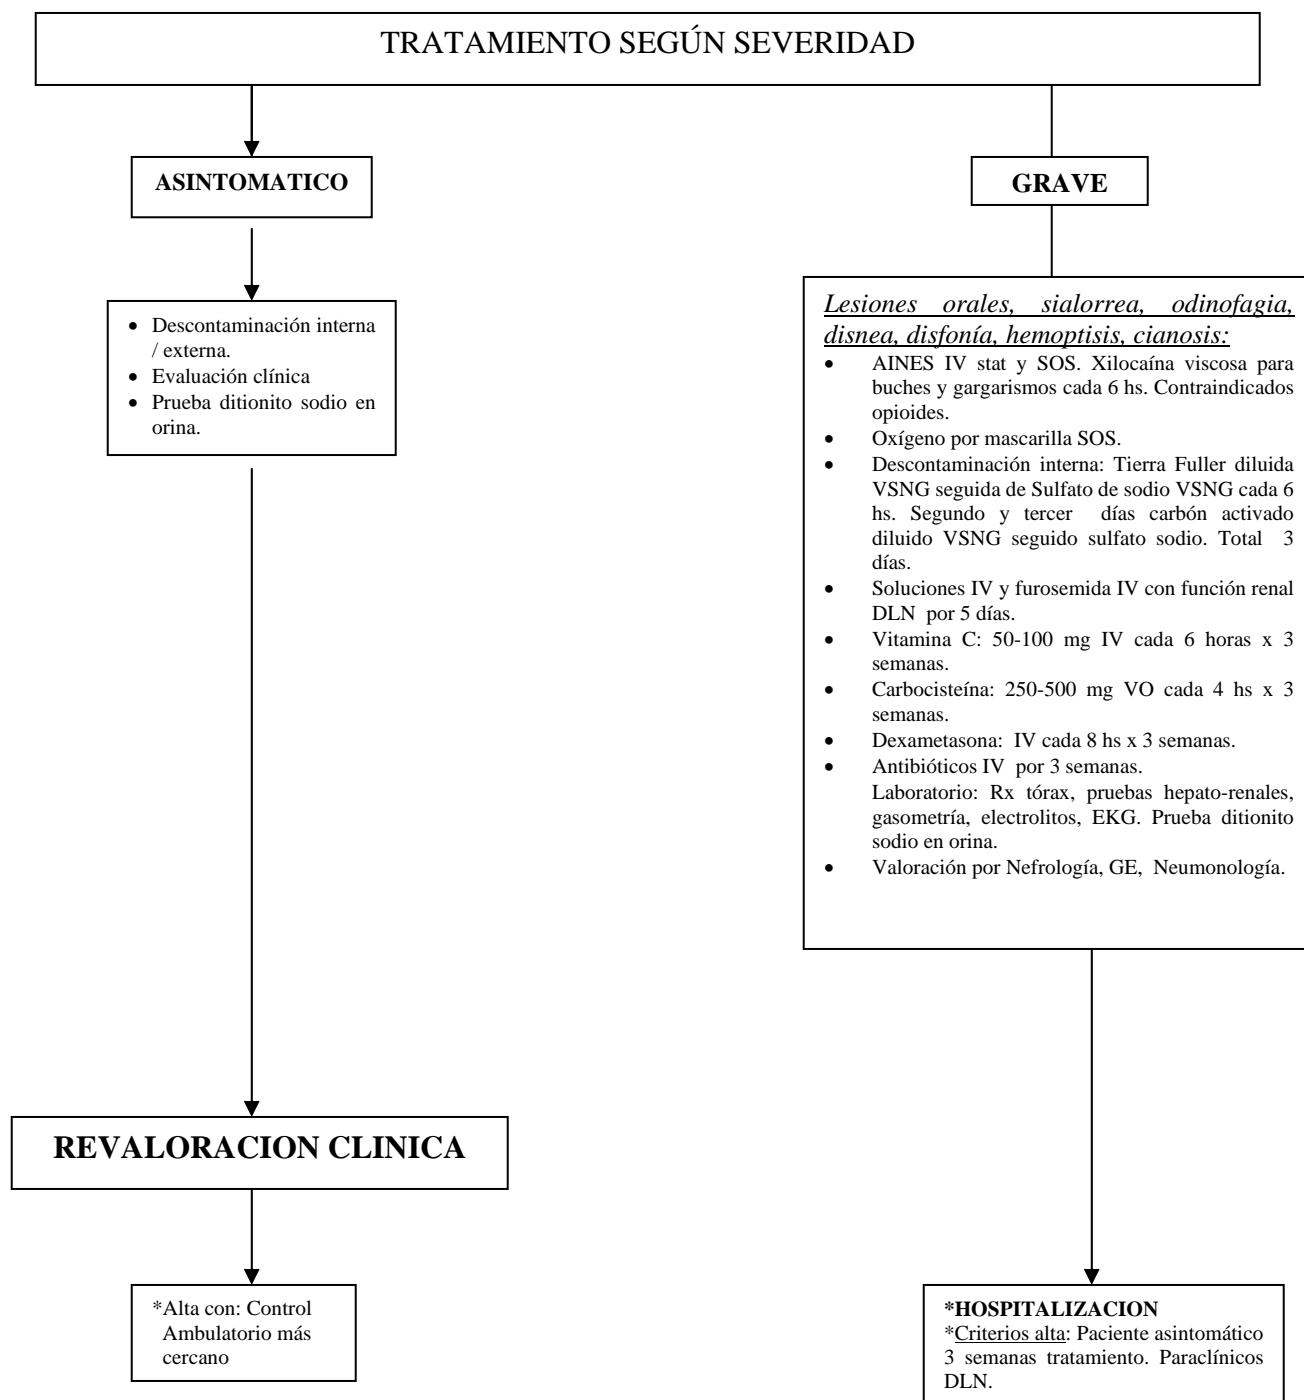 TRATAMIENTO SEGÚN SEVERIDAD
ASINTOMATICO
• Descontaminación interna
/ externa.
• Evaluación clínica
• Prueba ditionito sodio en
orina.
REVALORACION CLINICA
*Alta con: Control
Ambulatorio más
cercano
GRAVE
Lesiones orales, sialorrea, odinofagia,
disnea, disfonía, hemoptisis, cianosis:
• AINES IV stat y SOS. Xilocaína viscosa para
buches y gargarismos cada 6 hs. Contraindicados
opioides.
• Oxígeno por mascarilla SOS.
• Descontaminación interna: Tierra Fuller diluida
VSNG seguida de Sulfato de sodio VSNG cada 6
hs. Segundo y tercer días carbón activado
diluido VSNG seguido sulfato sodio. Total 3
días.
• Soluciones IV y furosemida IV con función renal
DLN por 5 días.
• Vitamina C: 50-100 mg IV cada 6 horas x 3
semanas.
• Carbocisteína: 250-500 mg VO cada 4 hs x 3
semanas.
• Dexametasona: IV cada 8 hs x 3 semanas.
• Antibióticos IV por 3 semanas.
Laboratorio: Rx tórax, pruebas hepato-renales,
gasometría, electrolitos, EKG. Prueba ditionito
sodio en orina.
• Valoración por Nefrología, GE, Neumonología.
*HOSPITALIZACION
*Criterios alta: Paciente asintomático
3 semanas tratamiento. Paraclínicos
DLN.